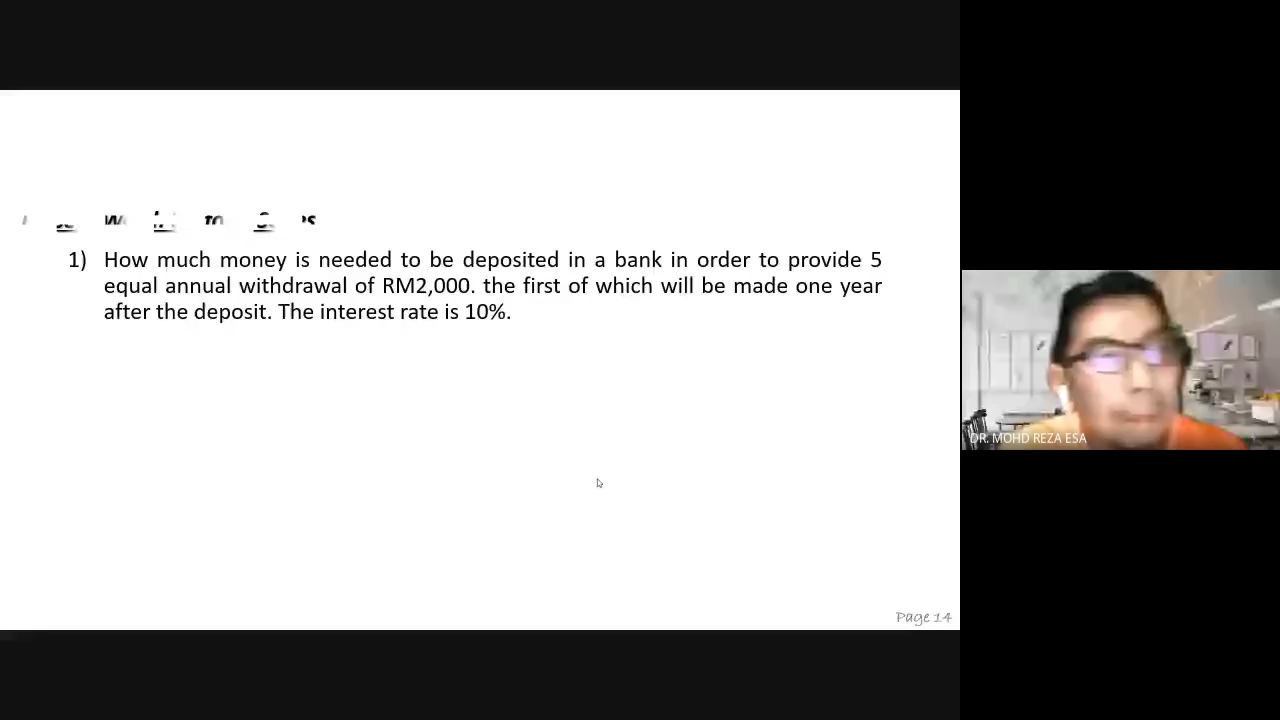 1) How much money is needed to be deposited in a bank in order to provide 5
equal annual withdrawal of RM2,000. the first of which will be made one year
after the deposit. The interest rate is 10%.
DR. MOHD REZA ESA
Page 14